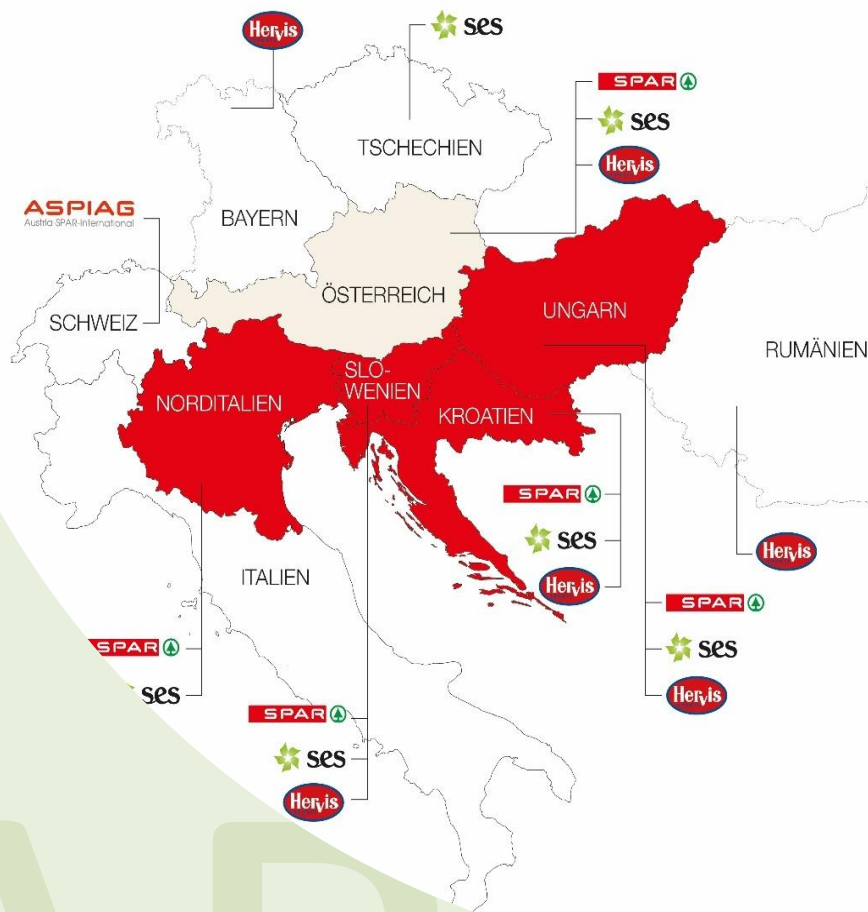 Hervis
ses
SPAR
ses
Hervis
TSCHECHIEN
ASPIAG
Austria SPAR-International
BAYERN
ÖSTERREICH
SCHWEIZ
UNGARN
RUMÄNIEN
SLO-
WENIEN
NORDITALIEN
KROATIEN
SPAR
ses
Hervis
Hervis
ITALIEN
SPAR
ses
Hervis
SPAR
ses
SPAR
ses
Hervis